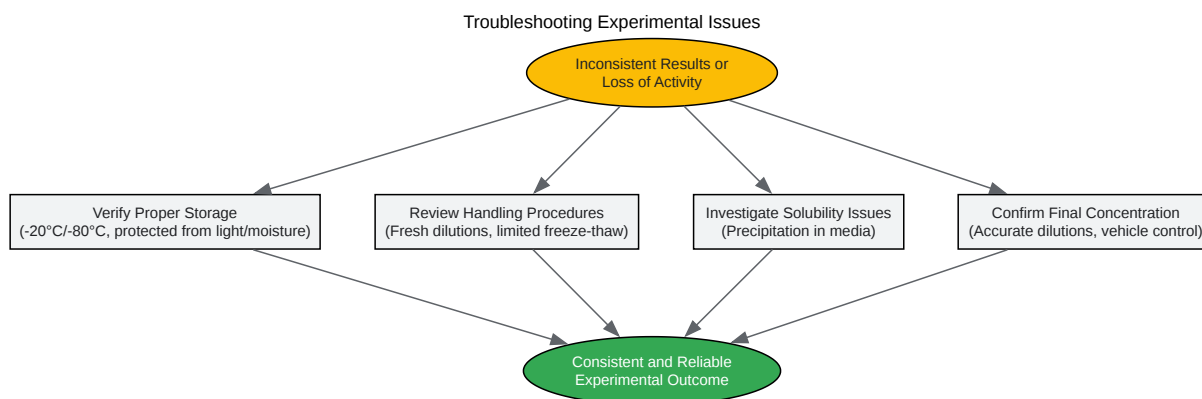 Troubleshooting Experimental Issues
Inconsistent Results or
Loss of Activity
Verify Proper Storage
(-20°C/-80°C, protected from light/moisture)
Review Handling Procedures
(Fresh dilutions, limited freeze-thaw)
Investigate Solubility Issues
(Precipitation in media)
Confirm Final Concentration
(Accurate dilutions, vehicle control)
Consistent and Reliable
Experimental Outcome